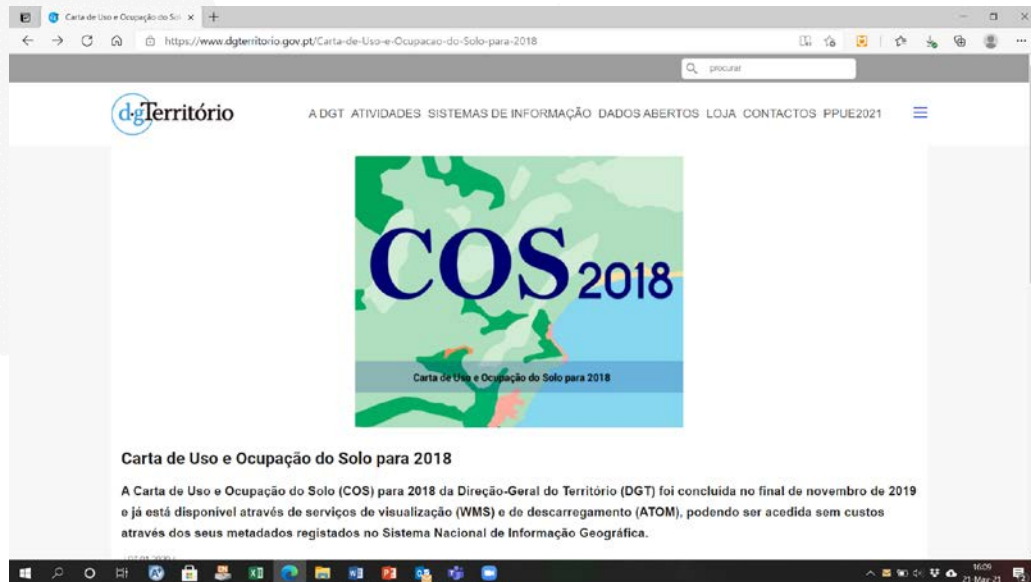 Carta de Uso e Ocupação do Sol
https://www.dgterritorio.gov.pt/Carta-de-Uso-e-Ocupacao-do-Solo-para-2018
procurar
dgTerritório
A DGT ATIVIDADES SISTEMAS DE INFORMAÇÃO DADOS ABERTOS LOJA CONTACTOS PPUE2021
COS 2018
Carta de Uso e Ocupação do Solo para 2018
Carta de Uso e Ocupação do Solo para 2018
A Carta de Uso e Ocupação do Solo (COS) para 2018 da Direção-Geral do Território (DGT) foi concluída no final de novembro de 2019
e já está disponível através de serviços de visualização (WMS) e de descarregamento (ATOM), podendo ser acedida sem custos
através dos seus metadados registados no Sistema Nacional de Informação Geográfica.
16:09
21-May-21